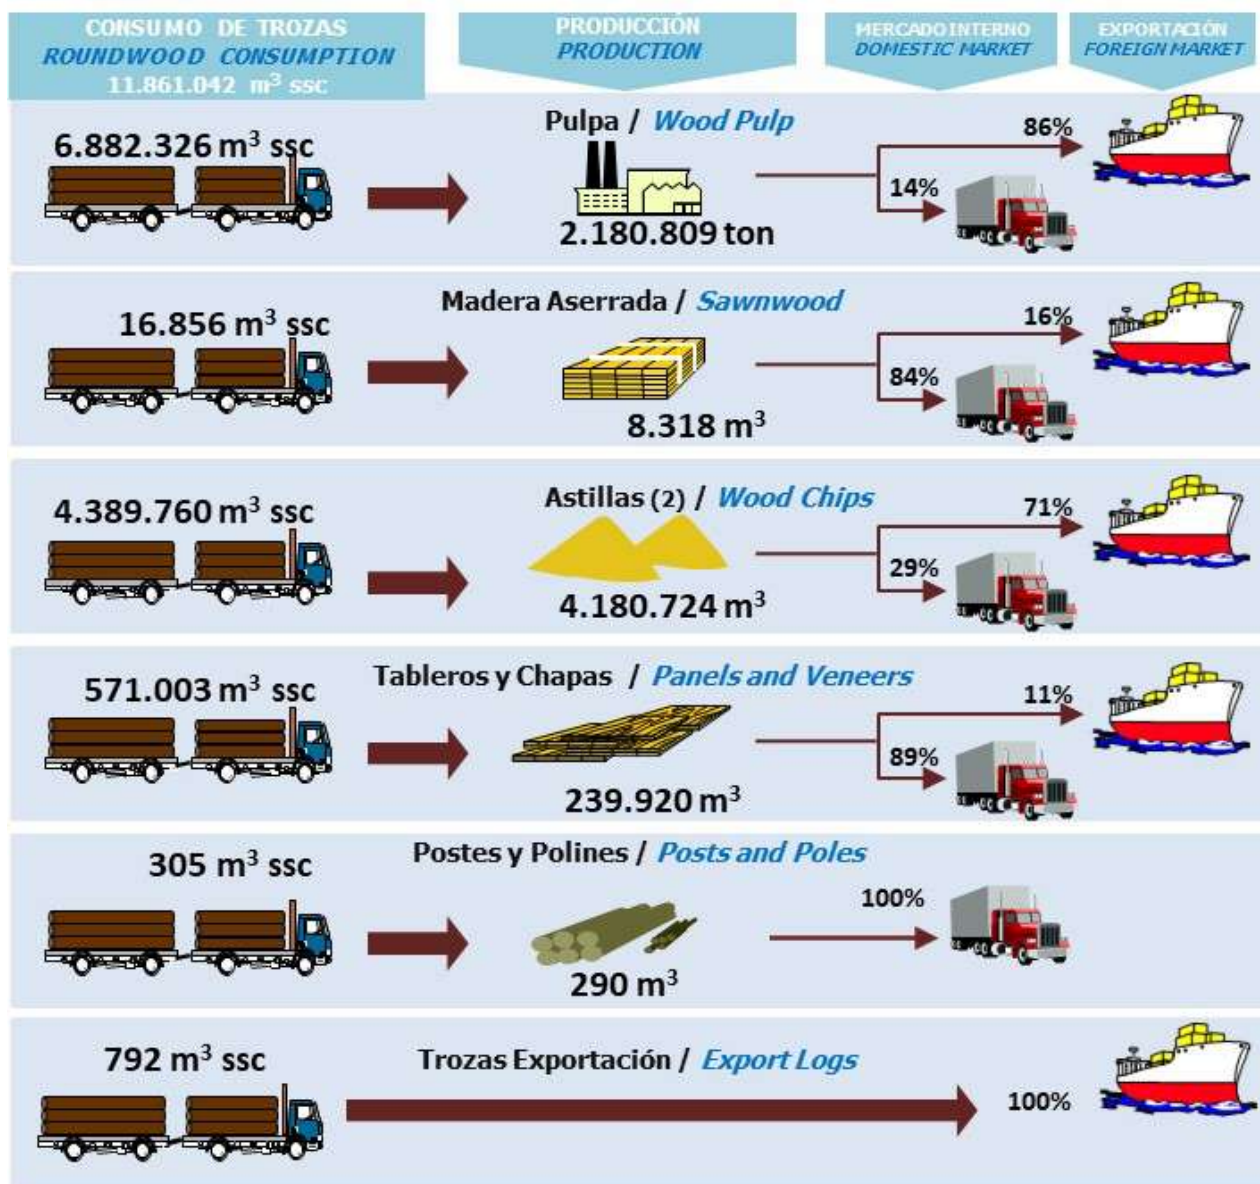 CONSUMO DE TROZAS
ROUNDWOOD CONSUMPTION
11.861.042 m³ ssc
PRODUCCIÓN
PRODUCTION
MERCADO INTERNO
DOMESTIC MARKET
EXPORTACIÓN
FOREIGN MARKET
6.882.326 m³ ssc
Pulpa / Wood Pulp
2.180.809 ton
86%
14%
16.856 m³ ssc
Madera Aserrada / Sawnwood
8.318 m³
16%
84%
4.389.760 m³ ssc
Astillas (2) / Wood Chips
4.180.724 m³
71%
29%
571.003 m³ ssc
Tableros y Chapas / Panels and Veneers
239.920 m³
11%
89%
305 m³ ssc
Postes y Polines / Posts and Poles
290 m³
100%
792 m³ ssc
Trozas Exportación / Export Logs
100%